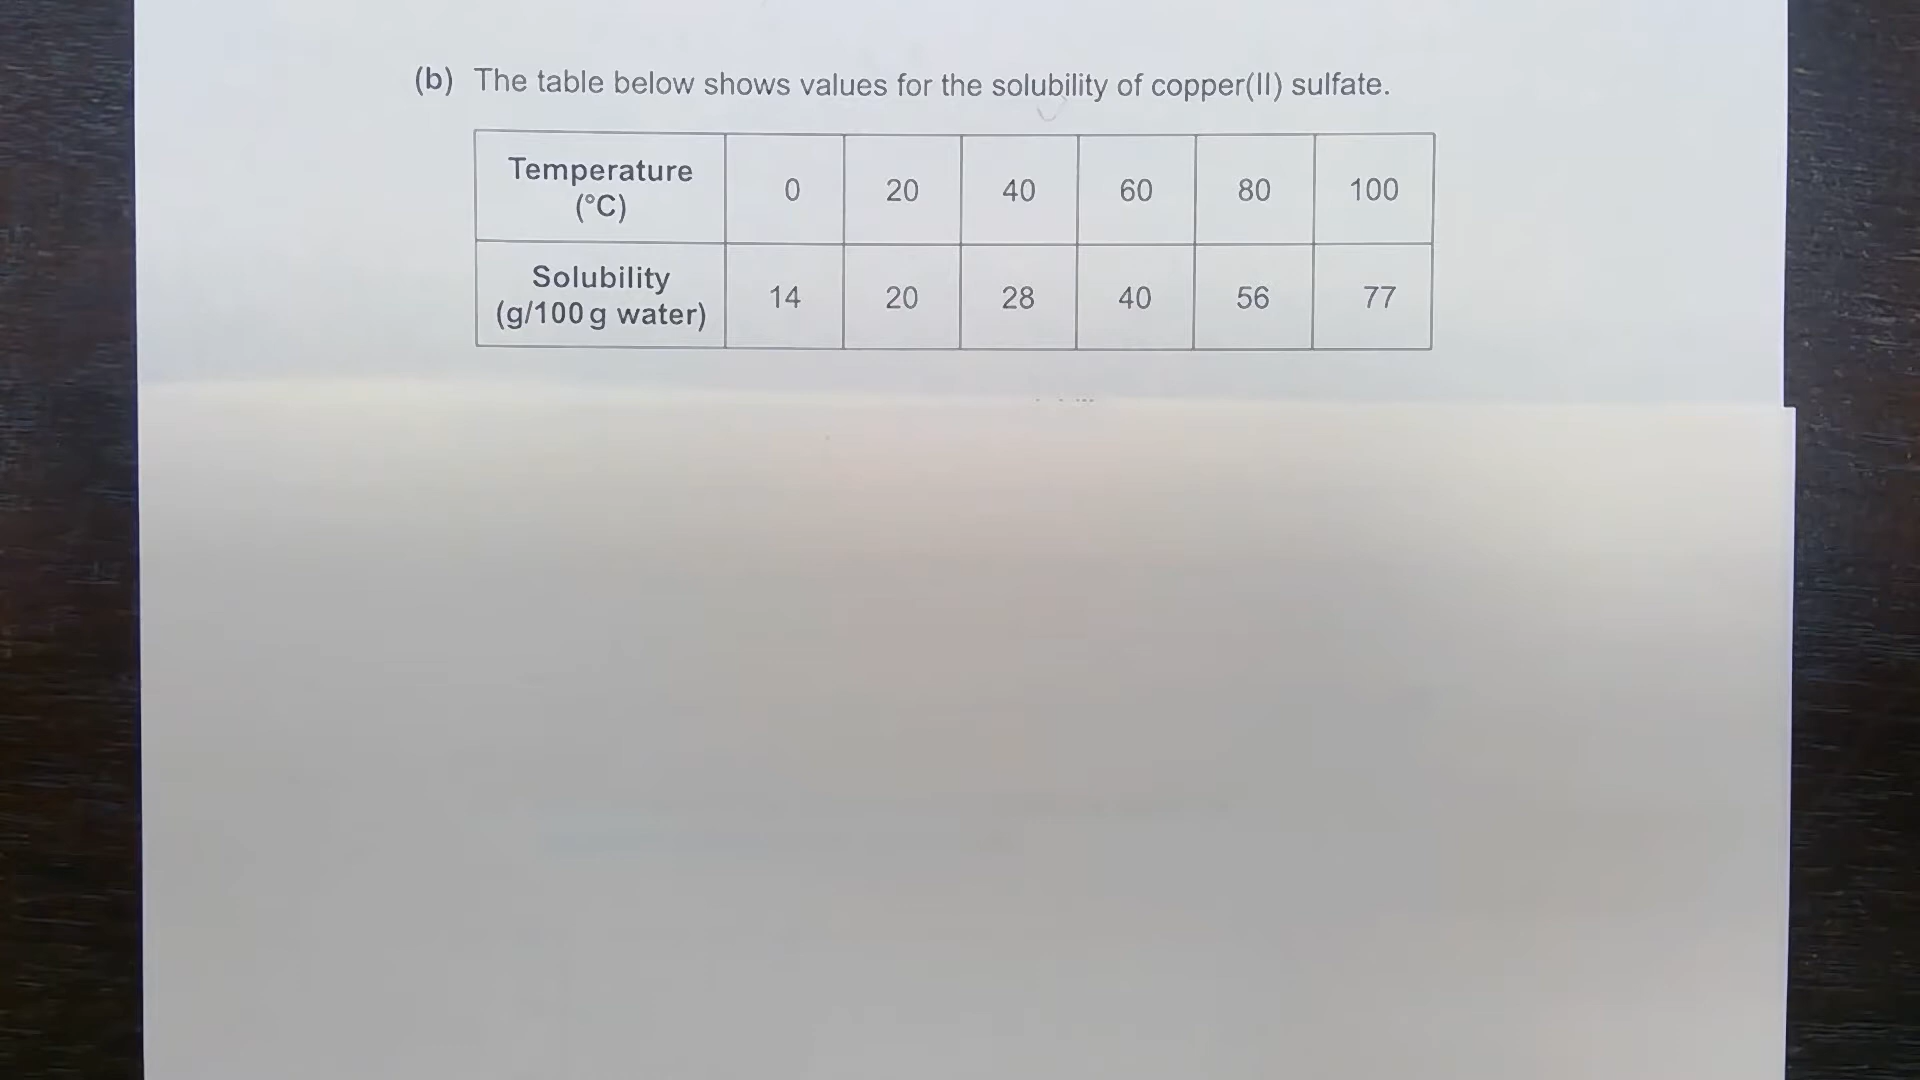 (b) The table below shows values for the solubility of copper(II) sulfate.
Temperature (°C) 0 20 40 60 80 100
Solubility (g/100 g water) 14 20 28 40 56 77